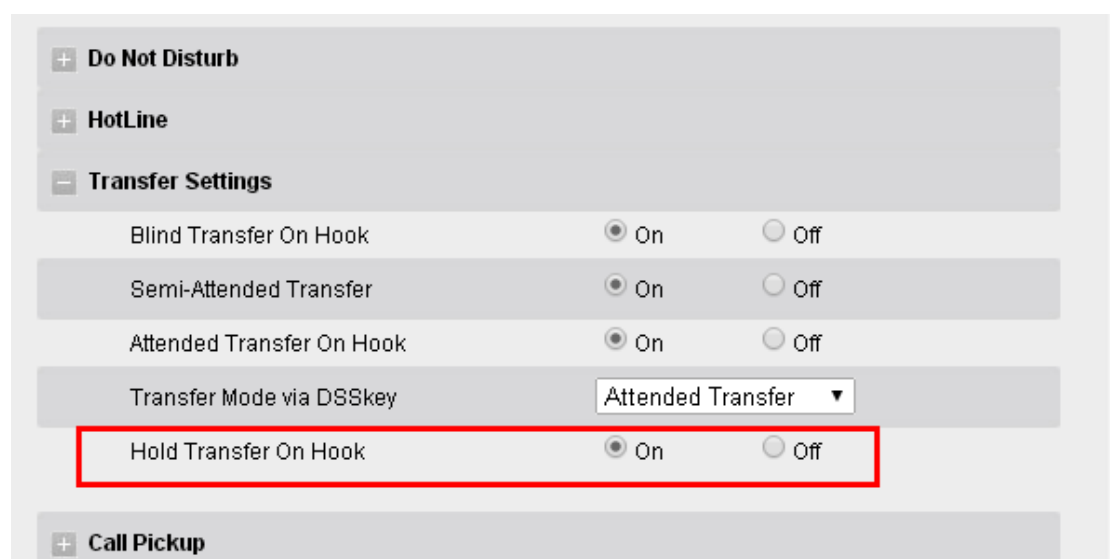 Do Not Disturb
HotLine
Transfer Settings
Blind Transfer On Hook On Off
Semi-Attended Transfer On Off
Attended Transfer On Hook On Off
Transfer Mode via DSSkey Attended Transfer
Hold Transfer On Hook On Off
Call Pickup